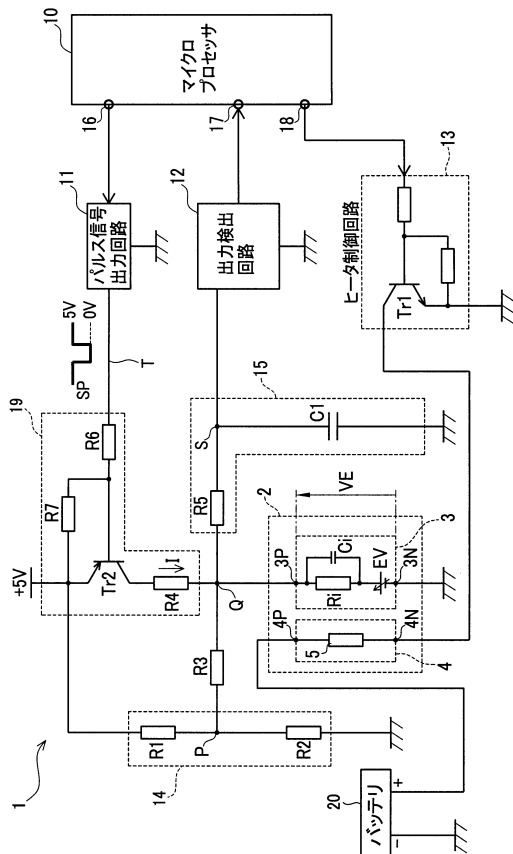 1
+5V
19
R7
Tr2
R6
R4
I
SP
5V
0V
T
11
パルス信号
出力回路
16
10
マイクロ
プロセッサ
17
18
12
出力検出
回路
15
S
R5
C1
Q
R3
14
R1
P
R2
2
VE
3P
4P
Ci
Ri
EV
3
3N
5
4N
4
ヒータ制御回路
13
Tr1
20
バッテリ
+
-